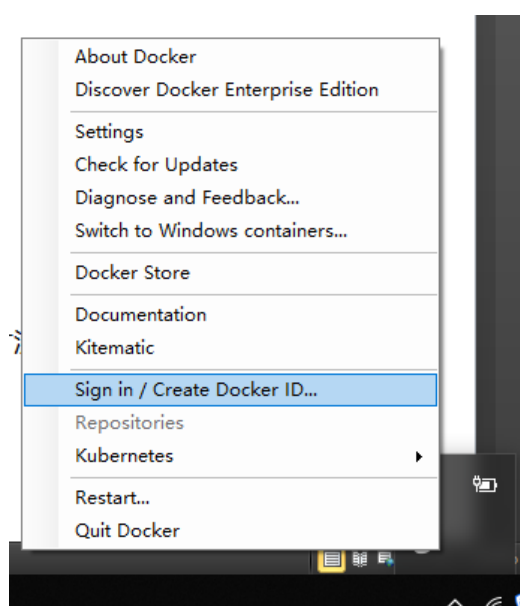 About Docker
Discover Docker Enterprise Edition
Settings
Check for Updates
Diagnose and Feedback...
Switch to Windows containers...
Docker Store
Documentation
Kitematic
Sign in / Create Docker ID...
Repositories
Kubernetes
Restart...
Quit Docker